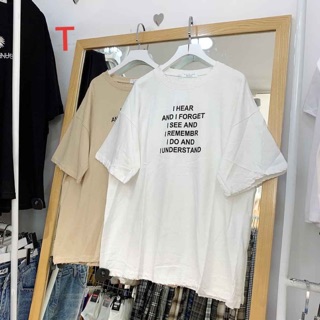 T
I HEAR
AND I FORGET
I SEE AND
I REMEMBR
I DO AND
I UNDERSTAND